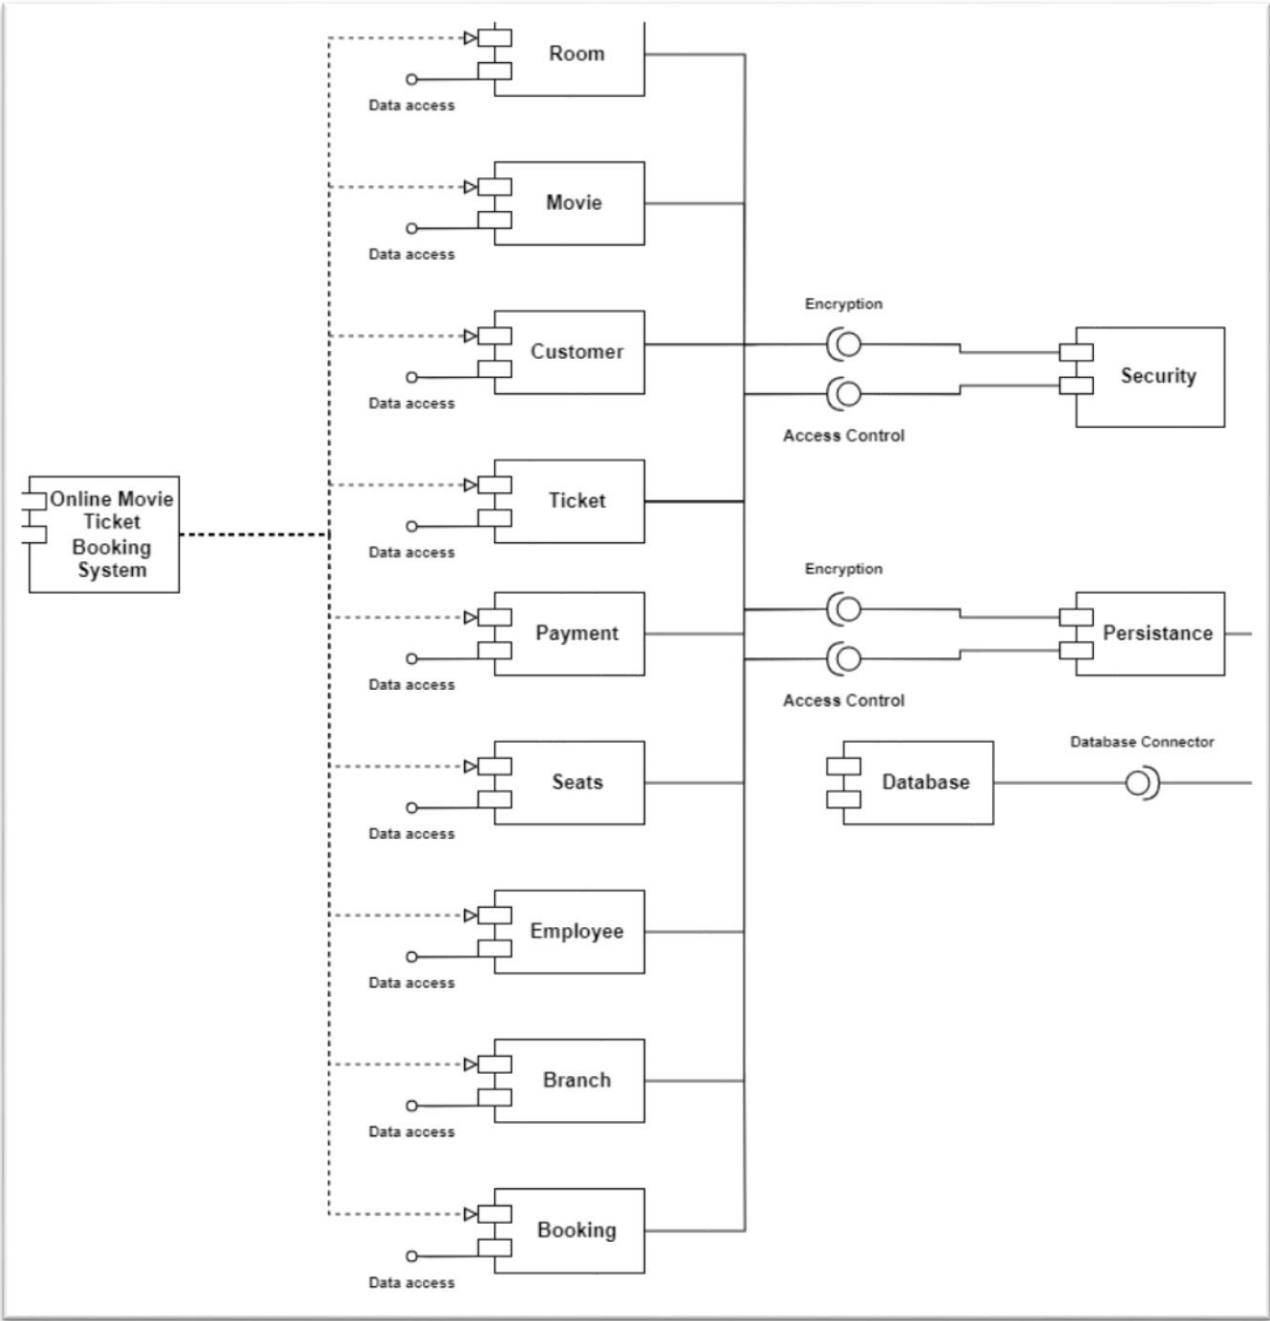 Room
Data access
Movie
Data access
Encryption
Customer
Security
Data access
Access Control
Online Movie
Ticket
Booking
System
Ticket
Data access
Encryption
Payment
Persistance
Data access
Access Control
Database Connector
Seats
Database
Data access
Employee
Data access
Branch
Data access
Booking
Data access